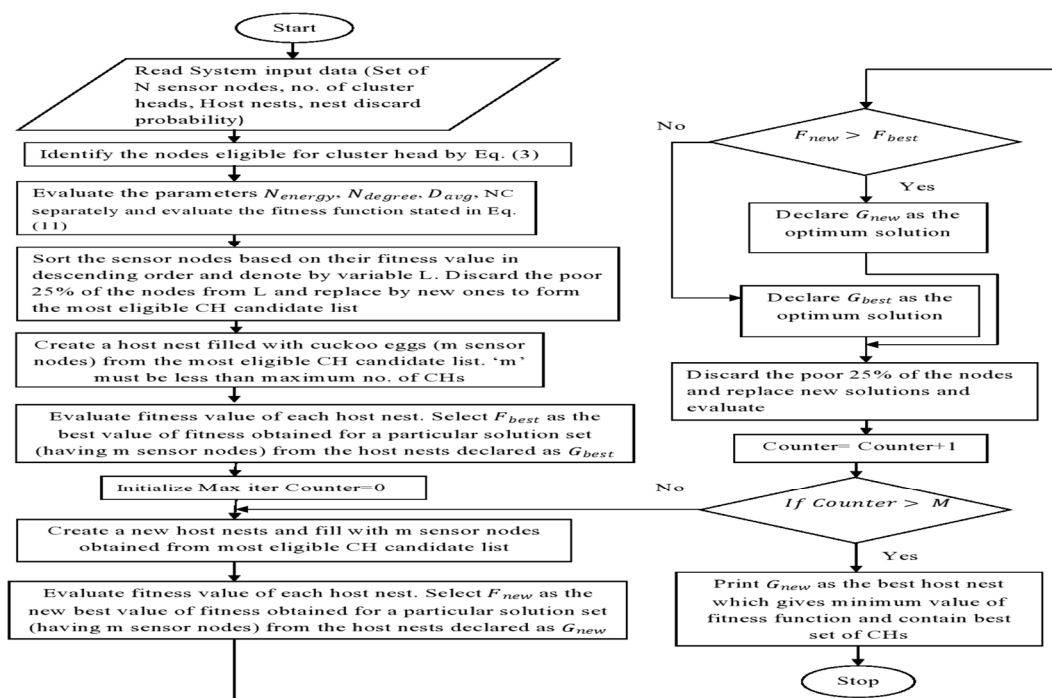 Start
Read System input data (Set of
N sensor nodes, no. of cluster
heads, Host nests, nest discard
probability)
Identify the nodes eligible for cluster head by Eq. (3)
Evaluate the parameters N_energy, N_degree, D_avg, NC
separately and evaluate the fitness function stated in Eq.
(11)
Sort the sensor nodes based on their fitness value in
descending order and denote by variable L. Discard the poor
25% of the nodes from L and replace by new ones to form
the most eligible CH candidate list
Create a host nest filled with cuckoo eggs (m sensor
nodes) from the most eligible CH candidate list. ‘m’
must be less than maximum no. of CHs
Evaluate fitness value of each host nest. Select F_best as the
best value of fitness obtained for a particular solution set
(having m sensor nodes) from the host nests declared as G_best
Initialize Max iter Counter=0
Create a new host nests and fill with m sensor nodes
obtained from most eligible CH candidate list
Evaluate fitness value of each host nest. Select F_new as the
new best value of fitness obtained for a particular solution set
(having m sensor nodes) from the host nests declared as G_new
No
F_new > F_best
Yes
Declare G_new as the
optimum solution
Declare G_best as the
optimum solution
Discard the poor 25% of the nodes
and replace new solutions and
evaluate
Counter= Counter+1
No
If Counter > M
Yes
Print G_new as the best host nest
which gives minimum value of
fitness function and contain best
set of CHs
Stop